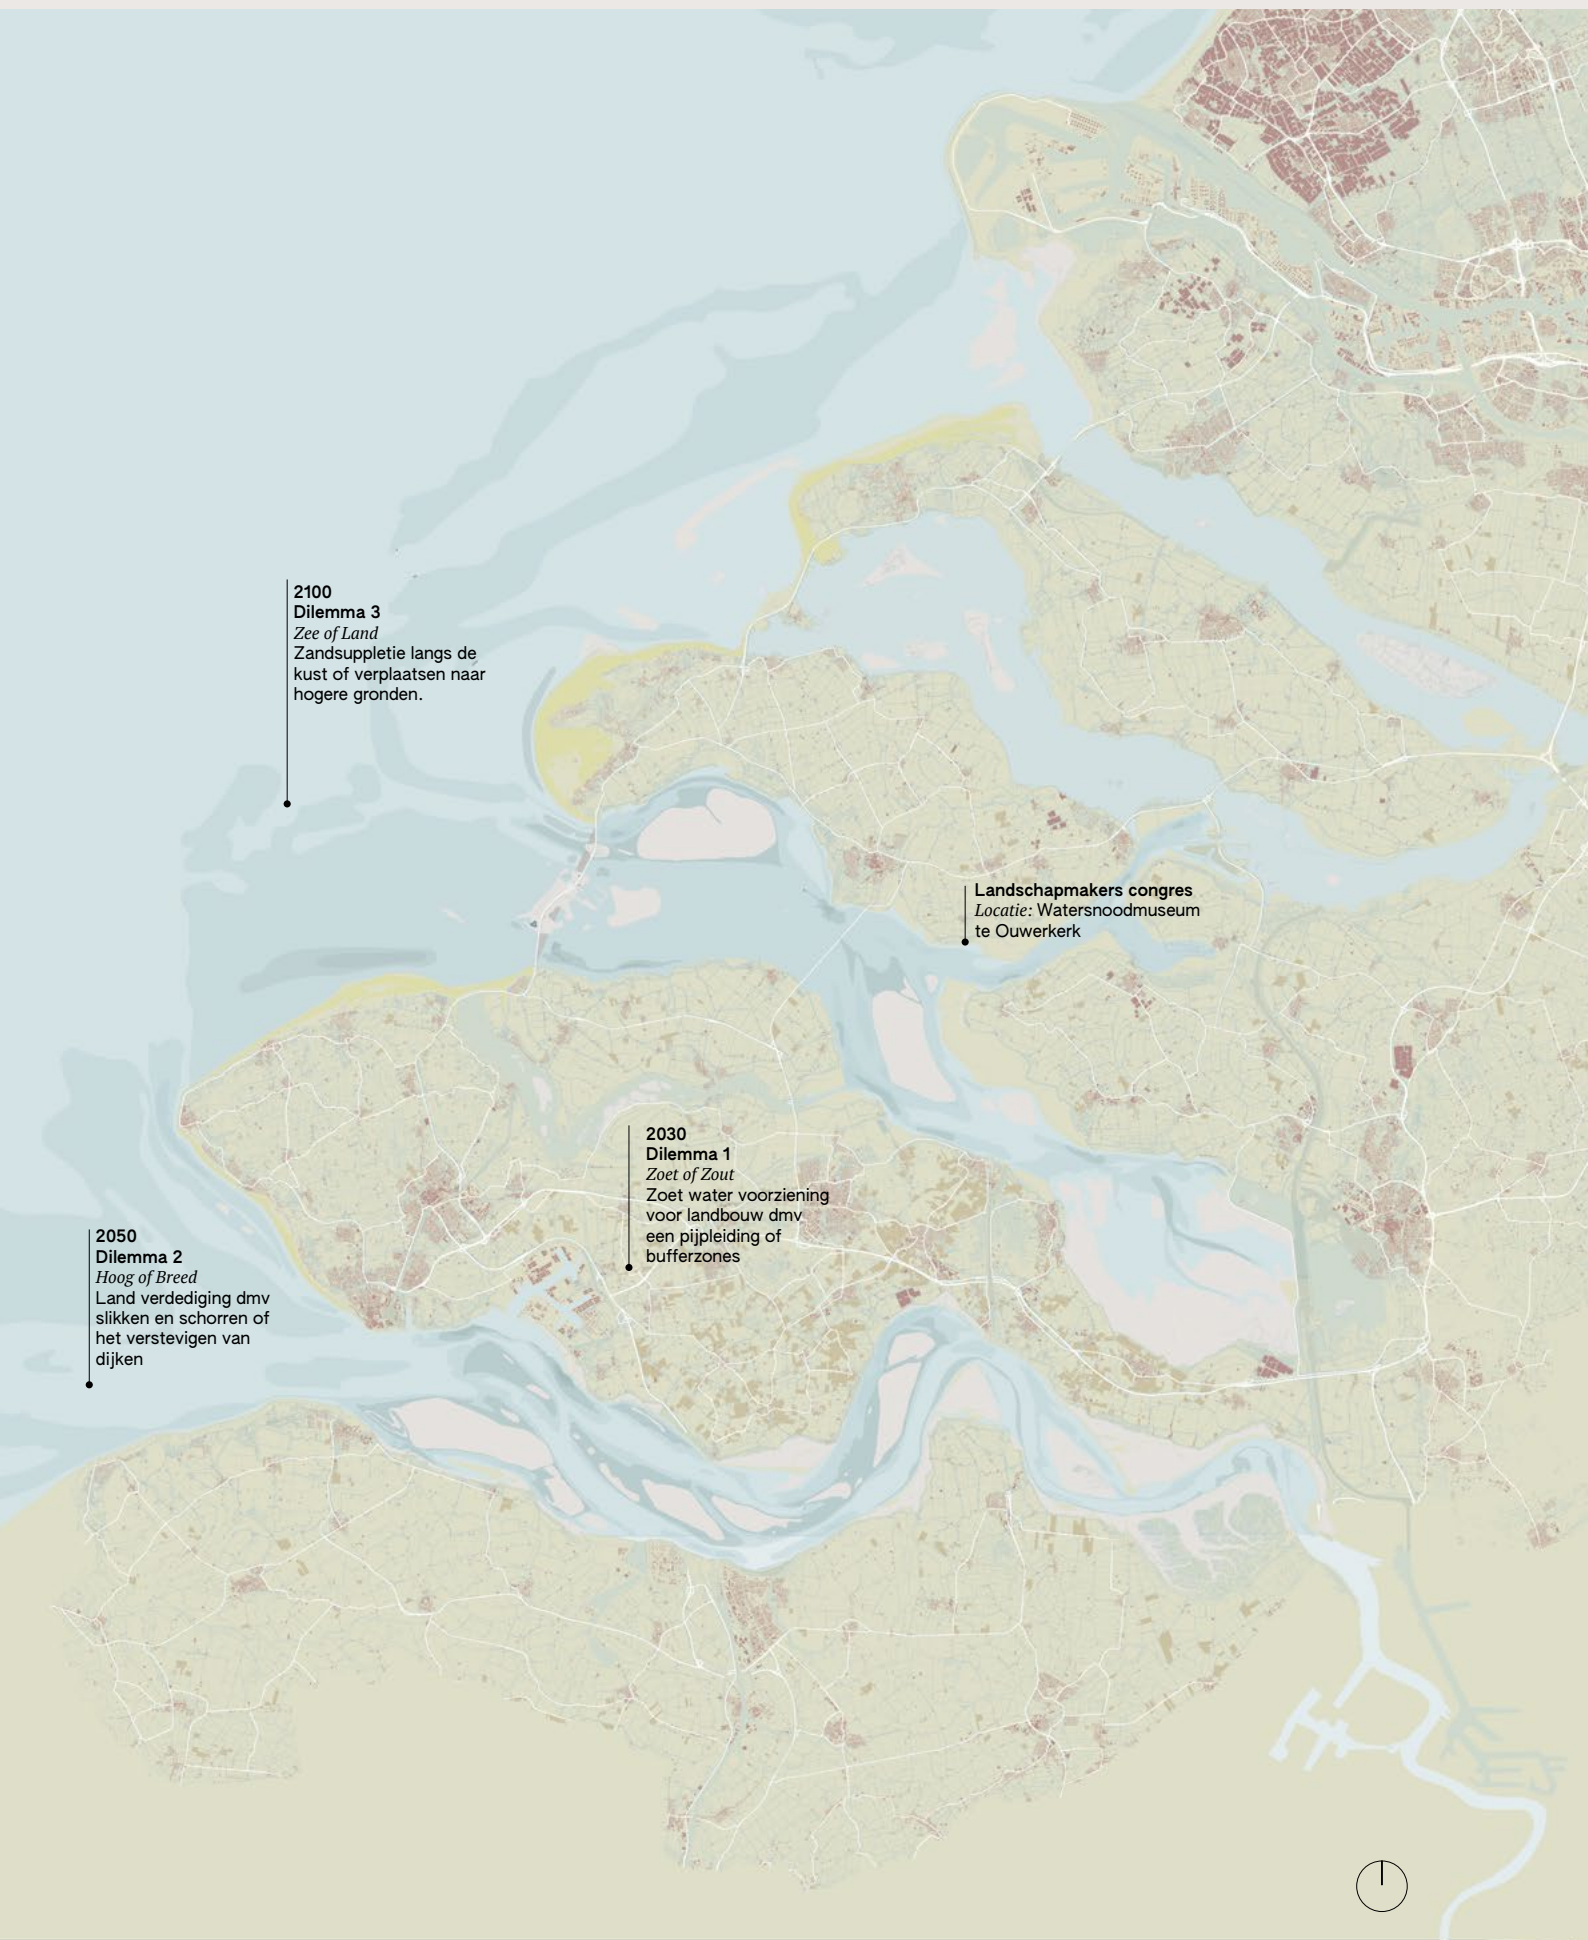 2100
Dilemma 3
Zee of Land
Zandsuppletie langs de
kust of verplaatsen naar
hogere gronden.
Landschapmakers congres
Locatie: Watersnoodmuseum
te Ouwerkerk
2030
Dilemma 1
Zoet of Zout
Zoet water voorziening
voor landbouw dmv
een pijpleiding of
bufferzones
2050
Dilemma 2
Hoog of Breed
Land verdediging dmv
slikken en schorren of
het verstevigen van
dijken